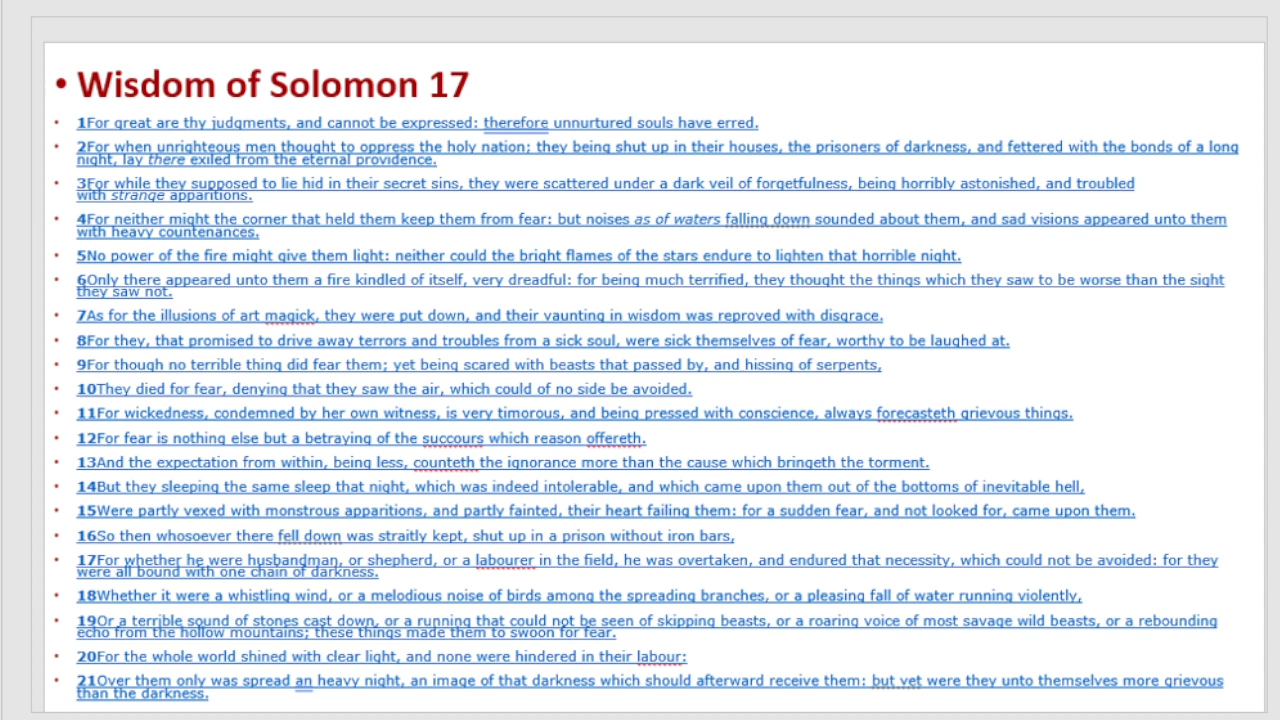 • Wisdom of Solomon 17
• 1For great are thy judgments, and cannot be expressed: therefore unnurtured souls have erred.
• 2For when unrighteous men thought to oppress the holy nation; they being shut up in their houses, the prisoners of darkness, and fettered with the bonds of a long
night, lay there exiled from the eternal providence.
• 3For while they supposed to lie hid in their secret sins, they were scattered under a dark veil of forgetfulness, being horribly astonished, and troubled
with strange apparitions.
• 4For neither might the corner that held them keep them from fear: but noises as of waters falling down sounded about them, and sad visions appeared unto them
with heavy countenances.
• 5No power of the fire might give them light: neither could the bright flames of the stars endure to lighten that horrible night.
• 6Only there appeared unto them a fire kindled of itself, very dreadful: for being much terrified, they thought the things which they saw to be worse than the sight
they saw not.
• 7As for the illusions of art magick, they were put down, and their vaunting in wisdom was reproved with disgrace.
• 8For they, that promised to drive away terrors and troubles from a sick soul, were sick themselves of fear, worthy to be laughed at.
• 9For though no terrible thing did fear them; yet being scared with beasts that passed by, and hissing of serpents,
• 10They died for fear, denying that they saw the air, which could of no side be avoided.
• 11For wickedness, condemned by her own witness, is very timorous, and being pressed with conscience, always forecasteth grievous things.
• 12For fear is nothing else but a betraying of the succours which reason offereth.
• 13And the expectation from within, being less, counteth the ignorance more than the cause which bringeth the torment.
• 14But they sleeping the same sleep that night, which was indeed intolerable, and which came upon them out of the bottoms of inevitable hell,
• 15Were partly vexed with monstrous apparitions, and partly fainted, their heart failing them: for a sudden fear, and not looked for, came upon them.
• 16So then whosoever there fell down was straitly kept, shut up in a prison without iron bars,
• 17For whether he were husbandman, or shepherd, or a labourer in the field, he was overtaken, and endured that necessity, which could not be avoided: for they
were all bound with one chain of darkness.
• 18Whether it were a whistling wind, or a melodious noise of birds among the spreading branches, or a pleasing fall of water running violently,
• 19Or a terrible sound of stones cast down, or a running that could not be seen of skipping beasts, or a roaring voice of most savage wild beasts, or a rebounding
echo from the hollow mountains; these things made them to swoon for fear.
• 20For the whole world shined with clear light, and none were hindered in their labour:
• 21Over them only was spread an heavy night, an image of that darkness which should afterward receive them: but yet were they unto themselves more grievous
than the darkness.